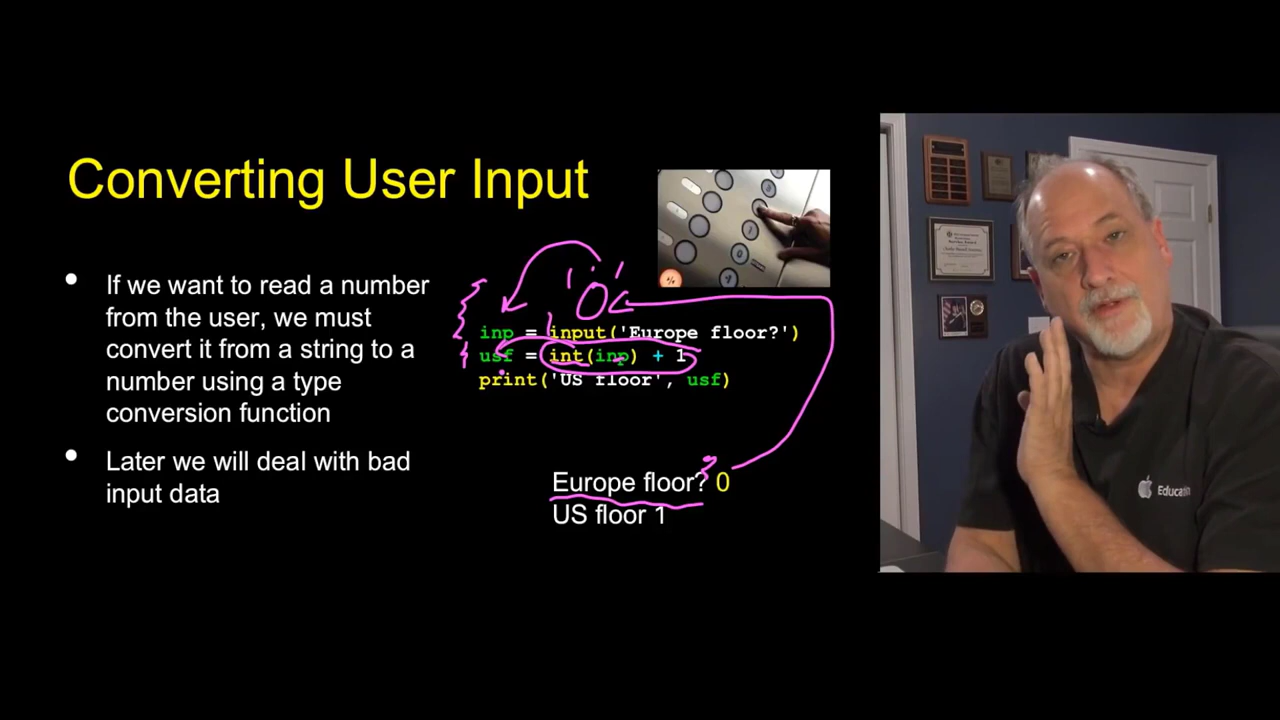 Converting User Input
• If we want to read a number
from the user, we must
convert it from a string to a
number using a type
conversion function
• Later we will deal with bad
input data
'0'
inp = input('Europe floor?')
usf = int(inp) + 1
print('US floor', usf)
Europe floor? 0
US floor 1
Education